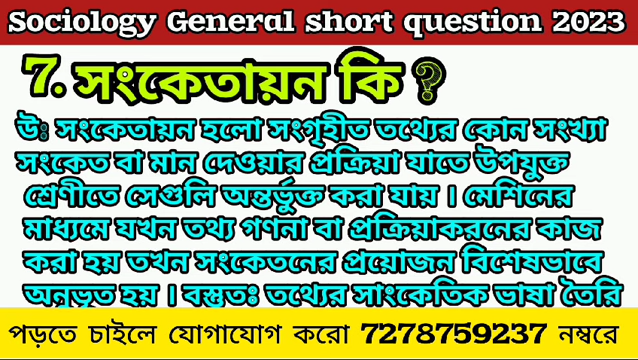 Sociology General short question 2023
7. সংকেতায়ন কি ?
উঃ সংকেতায়ন হলো সংগৃহীত তথ্যের কোন সংখ্যা
সংকেত বা মান দেওয়ার প্রক্রিয়া যাতে উপযুক্ত
শ্রেণীতে সেগুলি অন্তর্ভুক্ত করা যায় । মেশিনের
মাধ্যমে যখন তথ্য গণনা বা প্রক্রিয়াকরনের কাজ
করা হয় তখন সংকেতনের প্রয়োজন বিশেষভাবে
অনুভূত হয় । বস্তুতঃ তথ্যের সাংকেতিক ভাষা তৈরি
পড়তে চাইলে যোগাযোগ করো 7278759237 নম্বরে